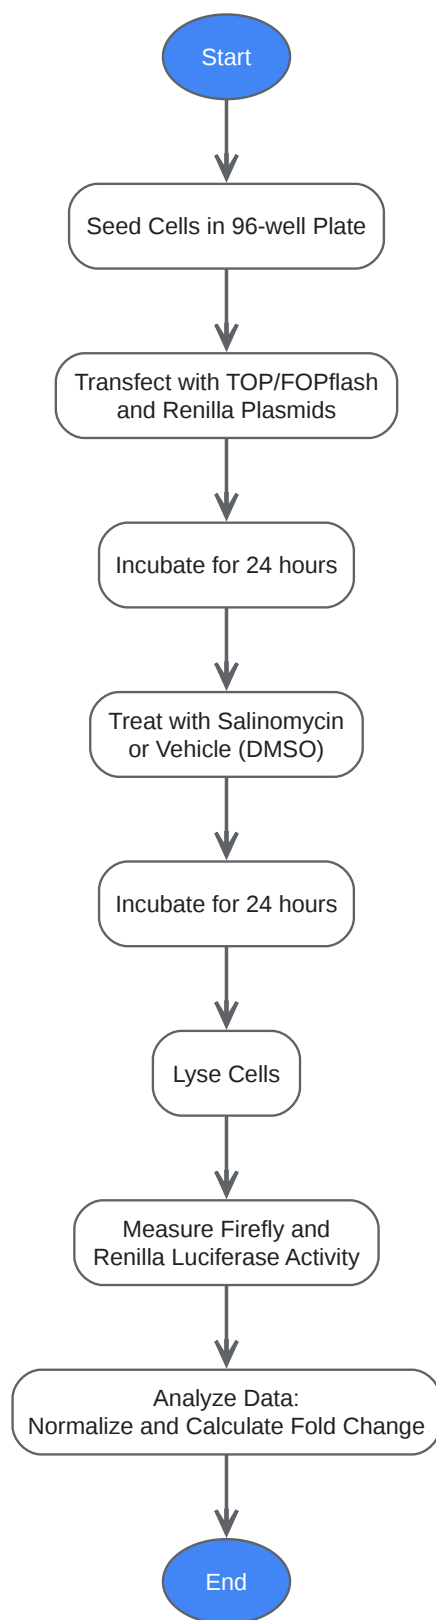 Start
Seed Cells in 96-well Plate
Transfect with TOP/FOPflash
and Renilla Plasmids
Incubate for 24 hours
Treat with Salinomycin
or Vehicle (DMSO)
Incubate for 24 hours
Lyse Cells
Measure Firefly and
Renilla Luciferase Activity
Analyze Data:
Normalize and Calculate Fold Change
End